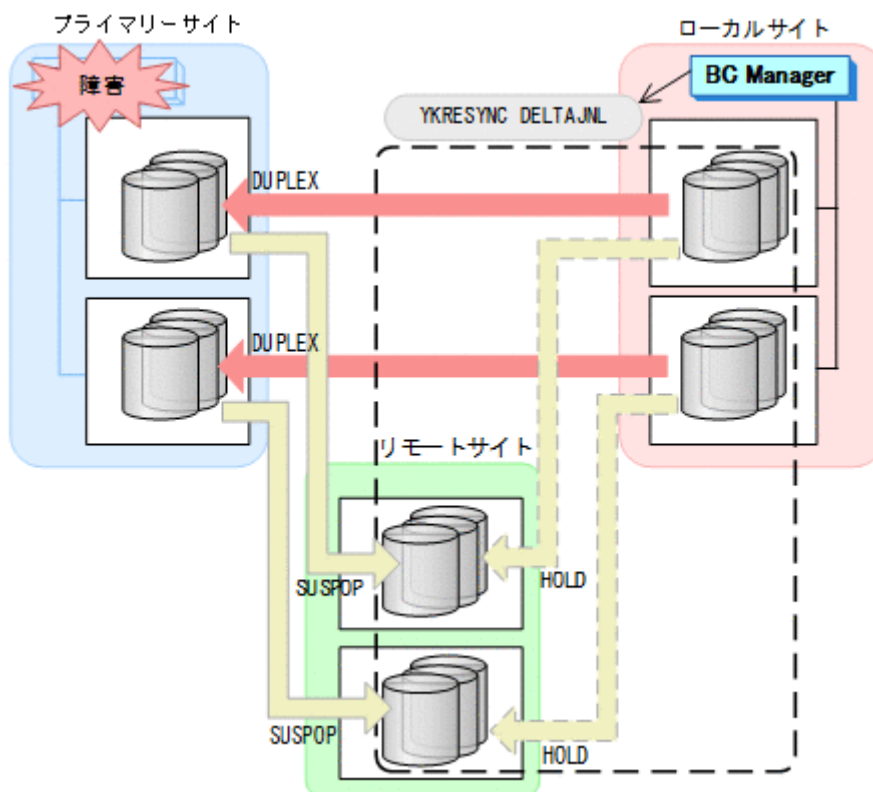 プライマリーサイト
ローカルサイト
障害
BC Manager
YKRESYNC DELTAJNL
DUPLEX
DUPLEX
リモートサイト
SUSPOP
HOLD
SUSPOP
HOLD